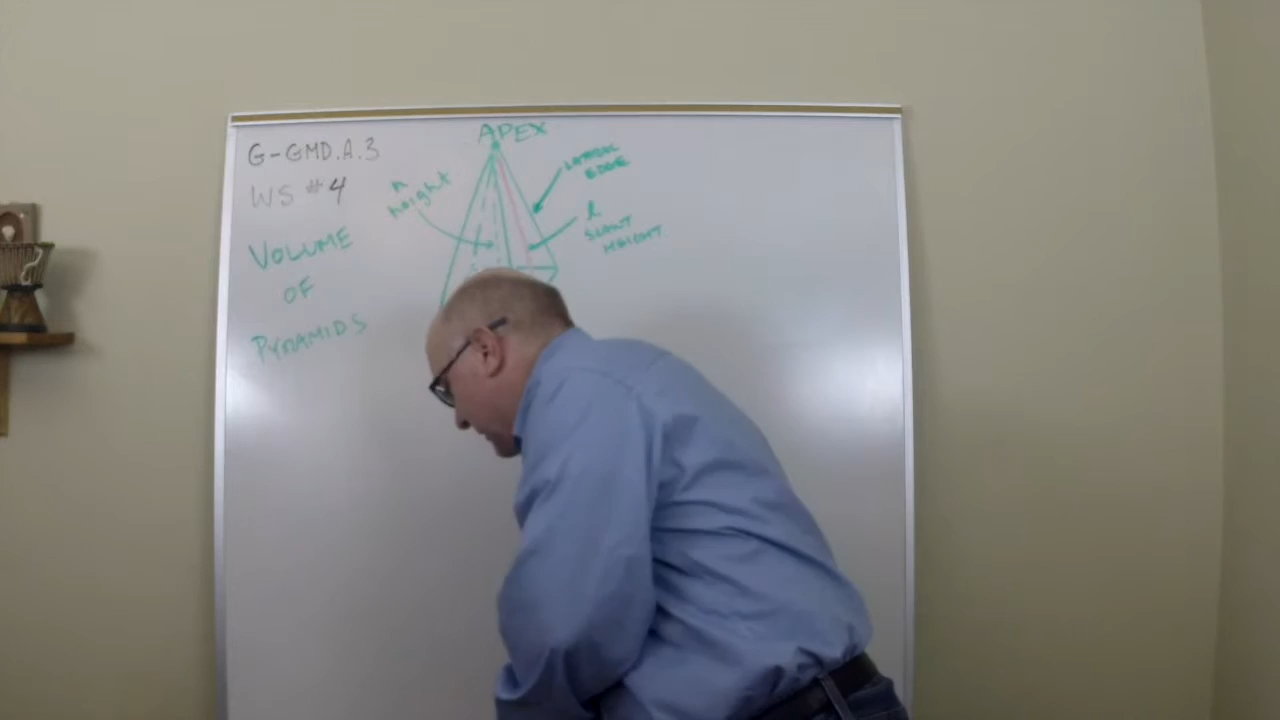 G-GMD.A.3
WS #4
VOLUME
OF
PYRAMIDS
APEX
h
height
LATERAL
EDGE
l
SLANT
HEIGHT